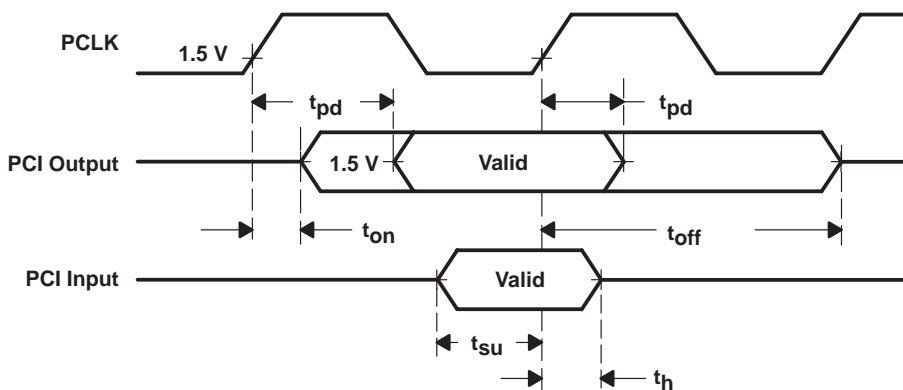 PCLK
1.5 V
tpd
tpd
PCI Output
1.5 V
Valid
ton
toff
PCI Input
Valid
tsu
th